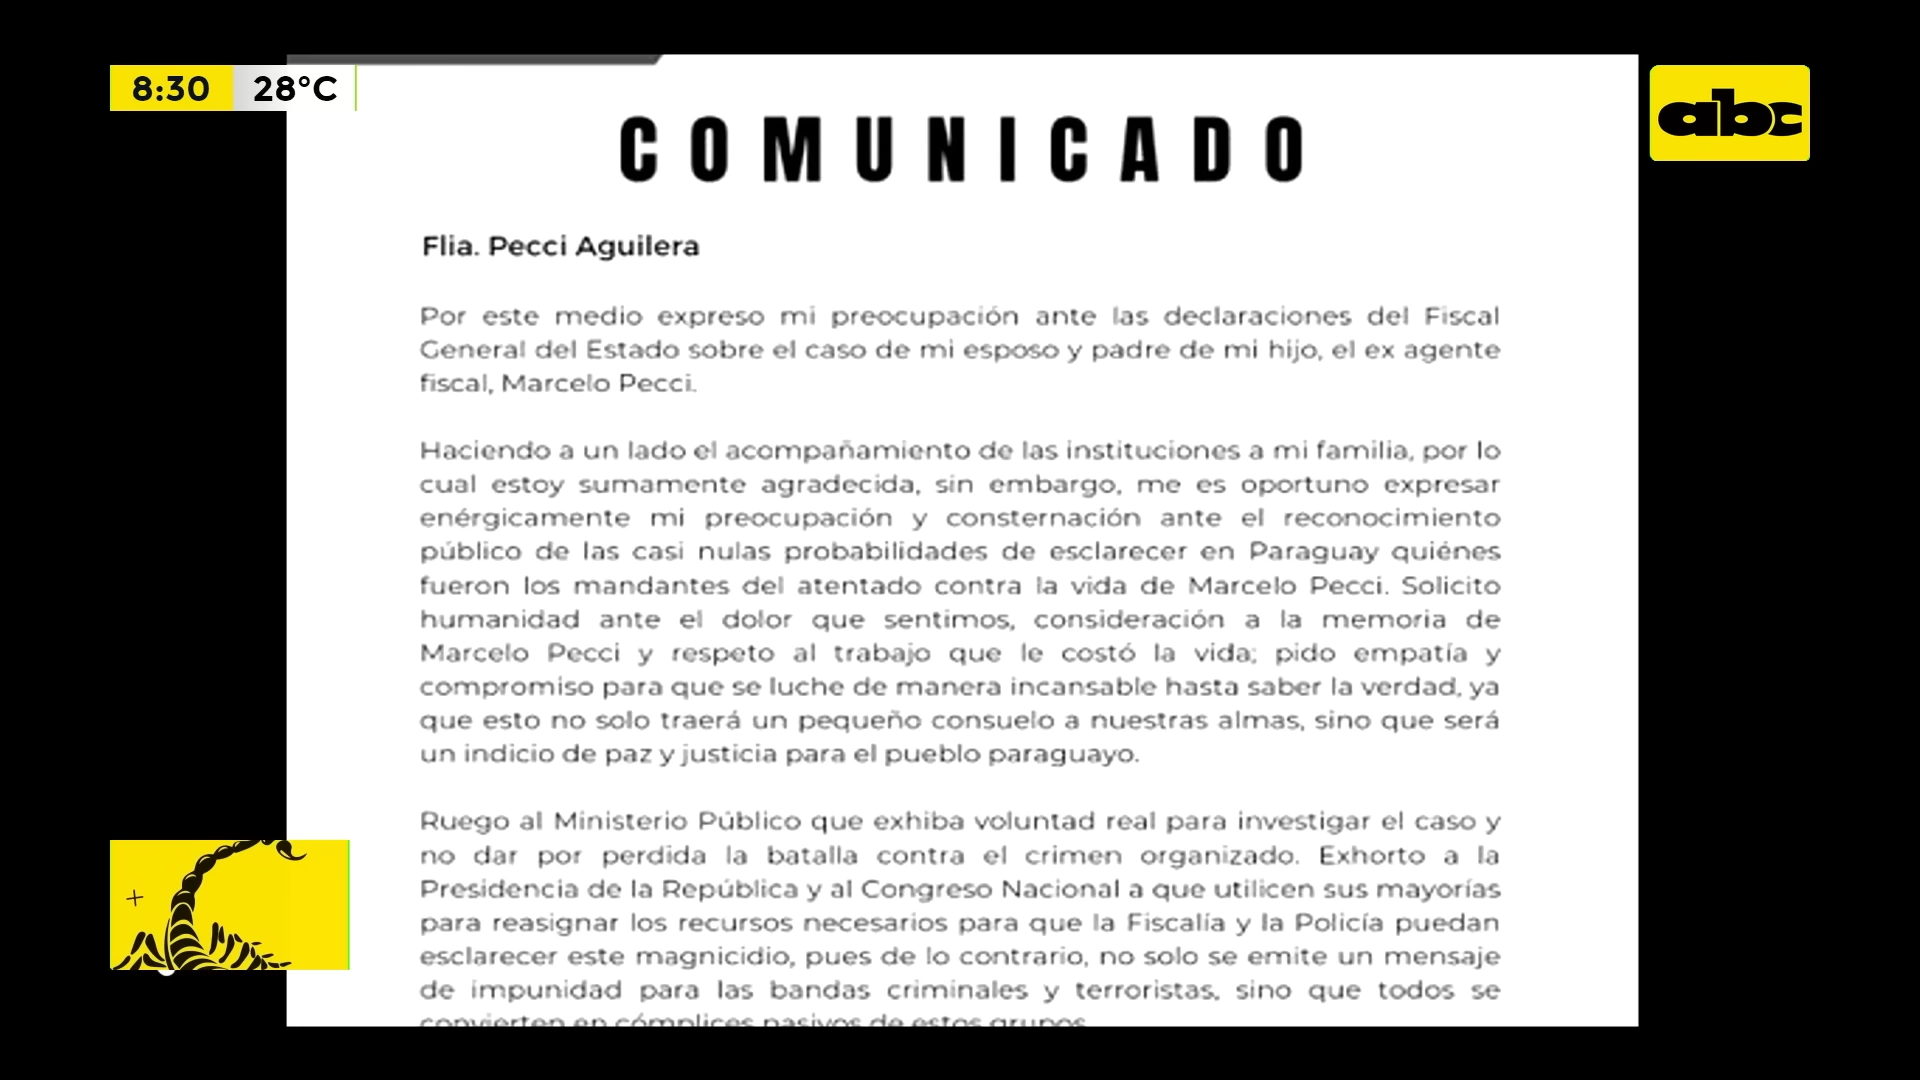 8:30 28°C
abc
COMUNICADO
Flia. Pecci Aguilera
Por este medio expreso mi preocupación ante las declaraciones del Fiscal
General del Estado sobre el caso de mi esposo y padre de mi hijo, el ex agente
fiscal, Marcelo Pecci.
Haciendo a un lado el acompañamiento de las instituciones a mi familia, por lo
cual estoy sumamente agradecida, sin embargo, me es oportuno expresar
enérgicamente mi preocupación y consternación ante el reconocimiento
público de las casi nulas probabilidades de esclarecer en Paraguay quiénes
fueron los mandantes del atentado contra la vida de Marcelo Pecci. Solicito
humanidad ante el dolor que sentimos, consideración a la memoria de
Marcelo Pecci y respeto al trabajo que le costó la vida; pido empatía y
compromiso para que se luche de manera incansable hasta saber la verdad, ya
que esto no solo traerá un pequeño consuelo a nuestras almas, sino que será
un indicio de paz y justicia para el pueblo paraguayo.
Ruego al Ministerio Público que exhiba voluntad real para investigar el caso y
no dar por perdida la batalla contra el crimen organizado. Exhorto a la
Presidencia de la República y al Congreso Nacional a que utilicen sus mayorías
para reasignar los recursos necesarios para que la Fiscalía y la Policía puedan
esclarecer este magnicidio, pues de lo contrario, no solo se emite un mensaje
de impunidad para las bandas criminales y terroristas, sino que todos se
convierten en cómplices pasivos de estos grupos.